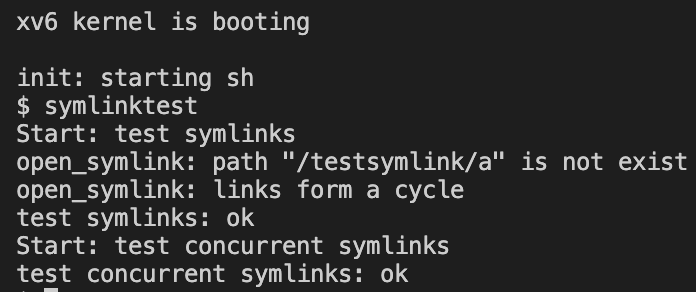 xv6 kernel is booting
init: starting sh
$ symlinktest
Start: test symlinks
open_symlink: path "/testsymlink/a" is not exist
open_symlink: links form a cycle
test symlinks: ok
Start: test concurrent symlinks
test concurrent symlinks: ok
$